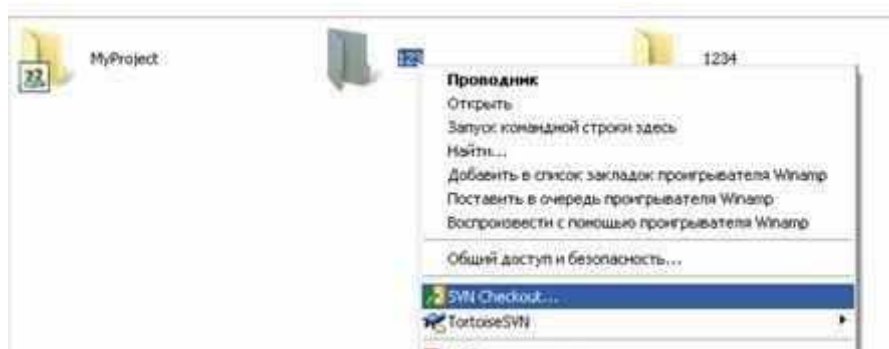 MyProject
123
1234
Проводник
Открыть
Запуск командной строки здесь
Найти...
Добавить в список закладок проигрывателя Winamp
Поставить в очередь проигрывателя Winamp
Воспроизвести с помощью проигрывателя Winamp
Общий доступ и безопасность...
SVN Checkout...
TortoiseSVN